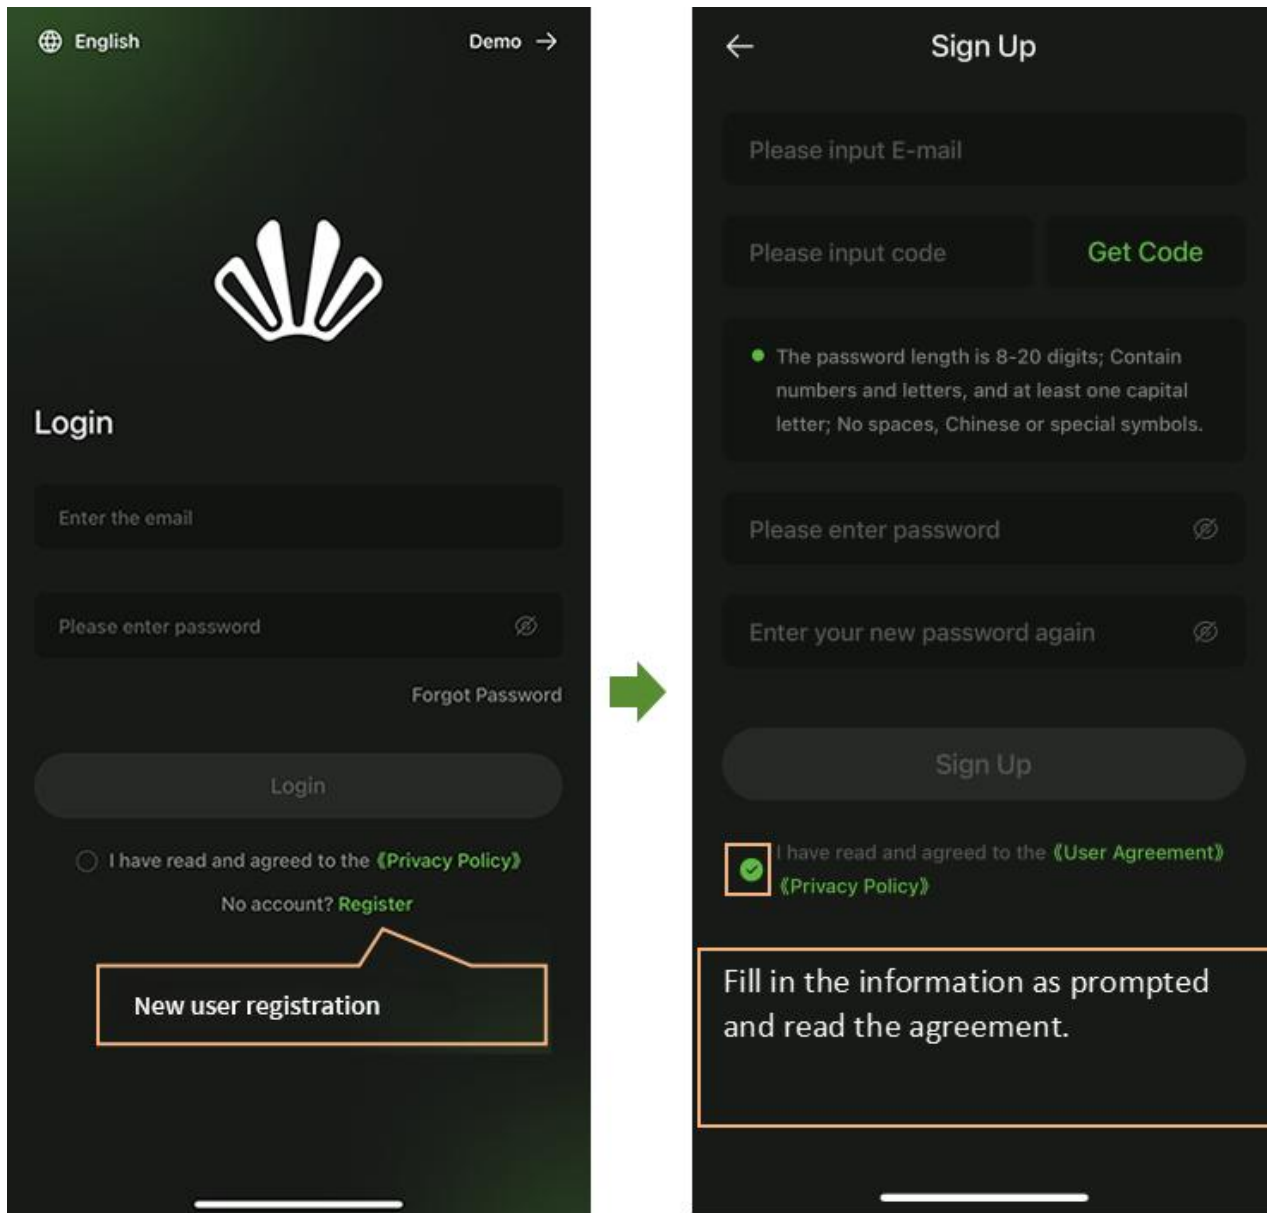 English
Demo →
Login
Enter the email
Please enter password
Forgot Password
Login
I have read and agreed to the 《Privacy Policy》
No account? Register
New user registration
Sign Up
Please input E-mail
Please input code
Get Code
The password length is 8-20 digits; Contain
numbers and letters, and at least one capital
letter; No spaces, Chinese or special symbols.
Please enter password
Enter your new password again
Sign Up
I have read and agreed to the 《User Agreement》
《Privacy Policy》
Fill in the information as prompted
and read the agreement.